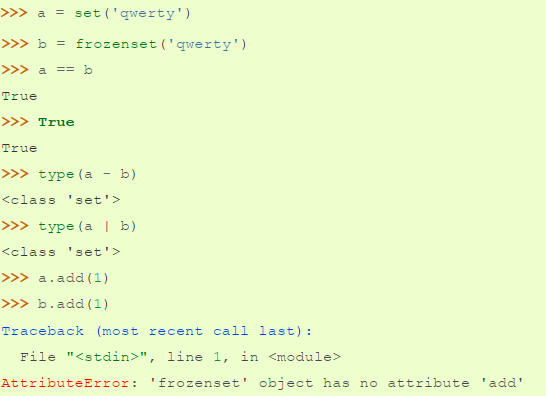 >>> a = set('qwerty')
>>> b = frozenset('qwerty')
>>> a == b
True
>>> True
True
>>> type(a - b)
<class 'set'>
>>> type(a | b)
<class 'set'>
>>> a.add(1)
>>> b.add(1)
Traceback (most recent call last):
  File "<stdin>", line 1, in <module>
AttributeError: 'frozenset' object has no attribute 'add'